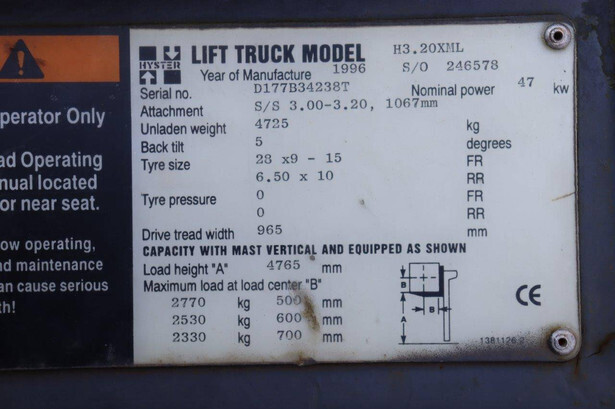 perator Only
ad Operating
nual located
or near seat.
ow operating,
nd maintenance
an cause serious
th!
HYSTER
LIFT TRUCK MODEL H3.20XML
Year of Manufacture 1996 S/O 246578
Serial no. D177B34238T Nominal power 47 kw
Attachment S/S 3.00-3.20, 1067mm
Unladen weight 4725 kg
Back tilt 5 degrees
Tyre size 28 x9 - 15 FR
6.50 x 10 RR
Tyre pressure 0 FR
0 RR
Drive tread width 965 mm
CAPACITY WITH MAST VERTICAL AND EQUIPPED AS SHOWN
Load height "A" 4765 mm
Maximum load at load center "B"
2770 kg 500 mm
2530 kg 600 mm
2330 kg 700 mm
B
B
A
CE